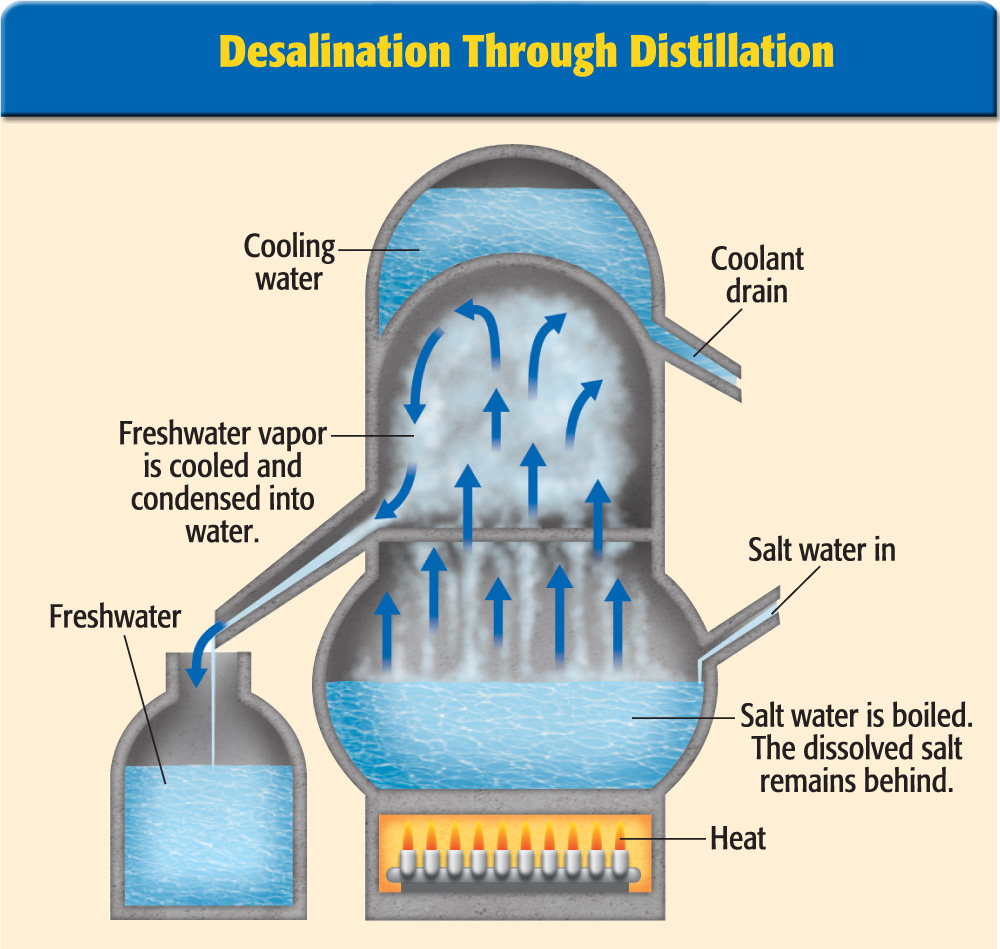 Desalination Through Distillation
Cooling
water
Coolant
drain
Freshwater vapor
is cooled and
condensed into
water.
Salt water in
Freshwater
Salt water is boiled.
The dissolved salt
remains behind.
Heat